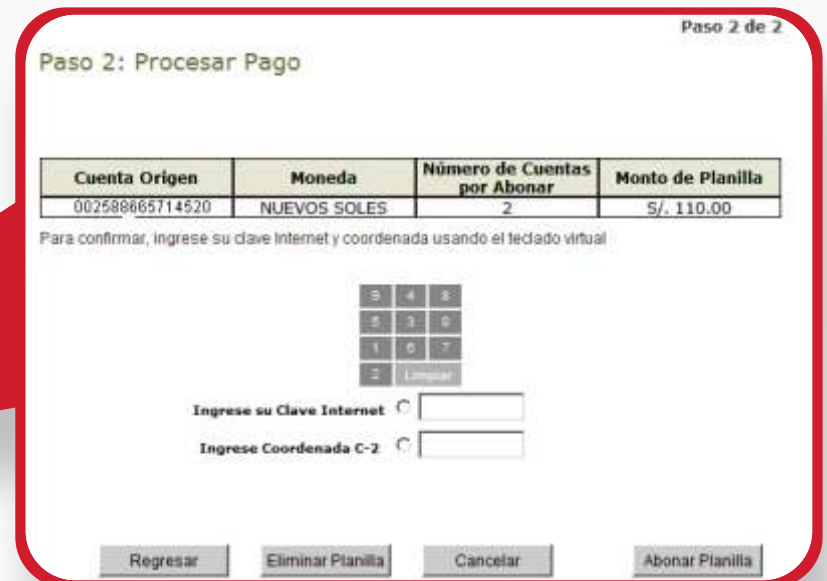 Paso 2 de 2
Paso 2: Procesar Pago
Cuenta Origen Moneda Número de Cuentas por Abonar Monto de Planilla
002588665714520 NUEVOS SOLES 2 S/. 110.00
Para confirmar, ingrese su clave Internet y coordenada usando el teclado virtual
9 4 8
5 3 0
1 6 7
2 Limpiar
Ingrese su Clave Internet
Ingrese Coordenada C-2
Regresar Eliminar Planilla Cancelar Abonar Planilla